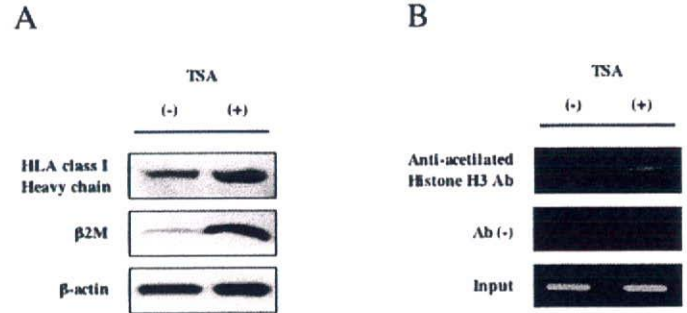 A
TSA
(-) (+)
HLA class I
Heavy chain
β2M
β-actin
B
TSA
(-) (+)
Anti-acetilated
Histone H3 Ab
Ab (-)
Input